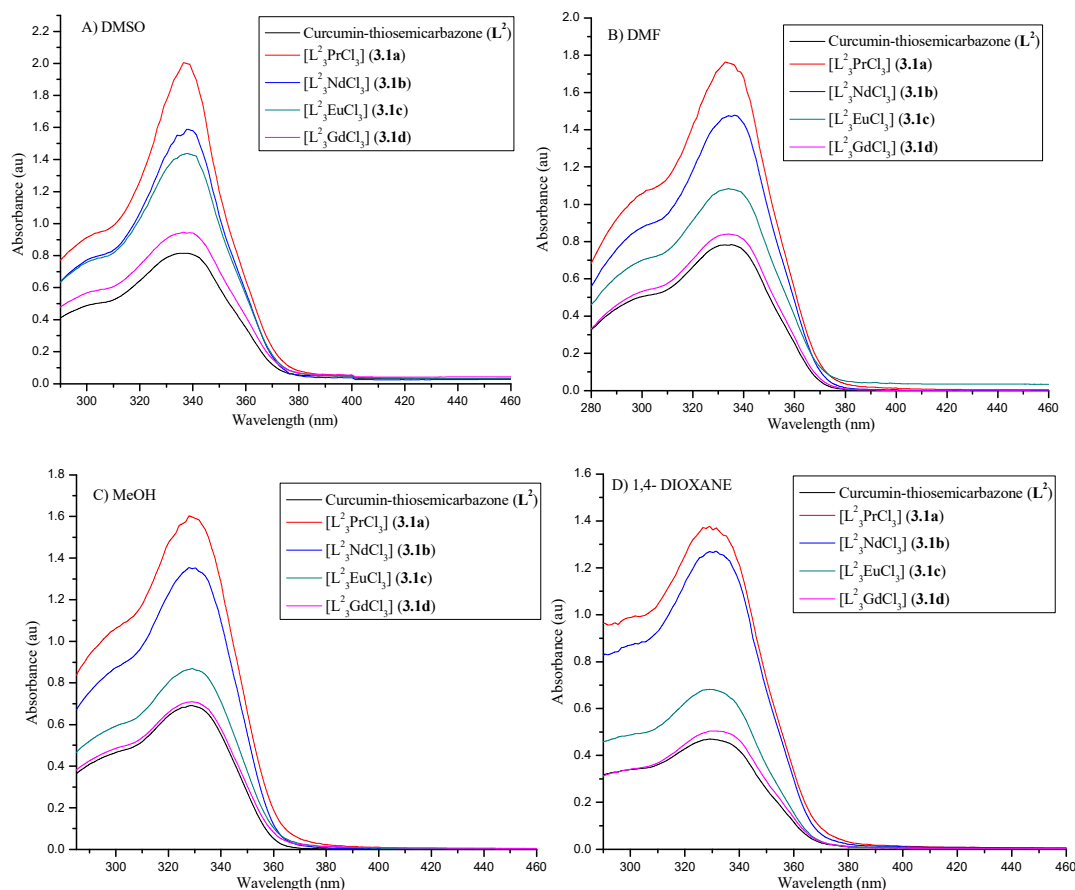 A) DMSO
Curcumin-thiosemicarbazone (L²)
[L²₃PrCl₃] (3.1a)
[L²₃NdCl₃] (3.1b)
[L²₃EuCl₃] (3.1c)
[L²₃GdCl₃] (3.1d)
Absorbance (au)
2.2
2.0
1.8
1.6
1.4
1.2
1.0
0.8
0.6
0.4
0.2
0.0
300 320 340 360 380 400 420 440 460
Wavelength (nm)
B) DMF
Curcumin-thiosemicarbazone (L²)
[L²₃PrCl₃] (3.1a)
[L²₃NdCl₃] (3.1b)
[L²₃EuCl₃] (3.1c)
[L²₃GdCl₃] (3.1d)
Absorbance (au)
2.0
1.8
1.6
1.4
1.2
1.0
0.8
0.6
0.4
0.2
0.0
280 300 320 340 360 380 400 420 440 460
Wavelength (nm)
C) MeOH
Curcumin-thiosemicarbazone (L²)
[L²₃PrCl₃] (3.1a)
[L²₃NdCl₃] (3.1b)
[L²₃EuCl₃] (3.1c)
[L²₃GdCl₃] (3.1d)
Absorbance (au)
1.8
1.6
1.4
1.2
1.0
0.8
0.6
0.4
0.2
0.0
300 320 340 360 380 400 420 440 460
Wavelength (nm)
D) 1,4- DIOXANE
Curcumin-thiosemicarbazone (L²)
[L²₃PrCl₃] (3.1a)
[L²₃NdCl₃] (3.1b)
[L²₃EuCl₃] (3.1c)
[L²₃GdCl₃] (3.1d)
Absorbance (au)
1.6
1.4
1.2
1.0
0.8
0.6
0.4
0.2
0.0
300 320 340 360 380 400 420 440 460
Wavelength (nm)